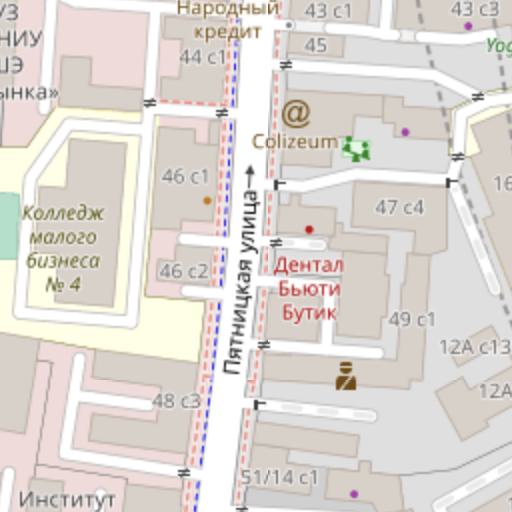 Народный
кредит
43 с1
43 с3
УЗ
НИУ
ШЭ
ынка»
44 с1
45
Yog
@
Colizeum
46 с1
47 с4
16
Колледж
малого
бизнеса
№ 4
46 с2
Пятницкая улица
Дентал
Бьюти
Бутик
49 с1
12А с13
12А
48 с3
51/14 с1
Институт